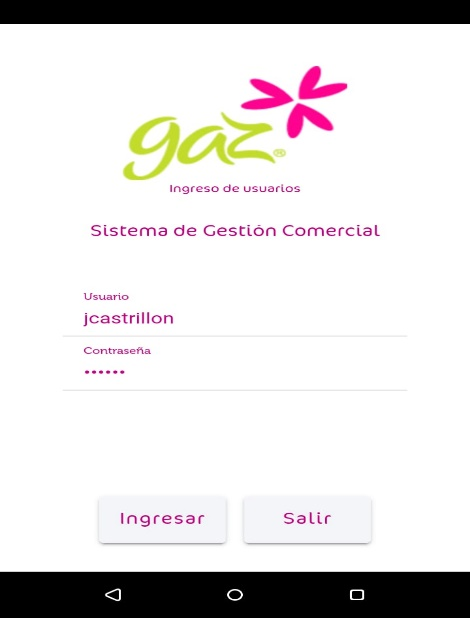 gaz®
Ingreso de usuarios
Sistema de Gestión Comercial
Usuario
jcastrillon
Contraseña
••••••
Ingresar
Salir